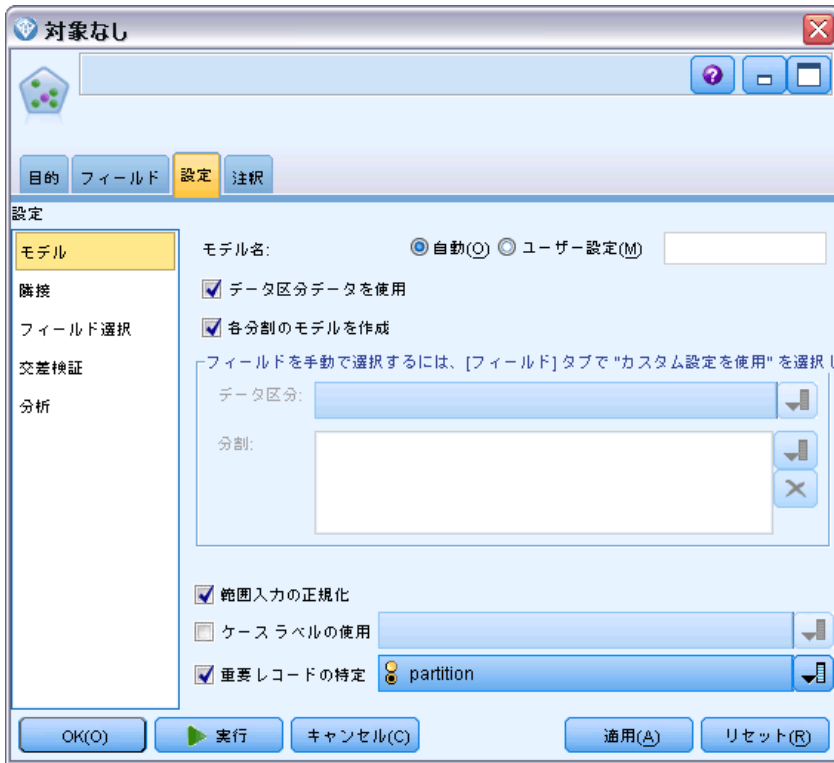 対象なし
目的 フィールド 設定 注釈
設定
モデル
隣接
フィールド選択
交差検証
分析
モデル名: 自動(O) ユーザー設定(M)
データ区分データを使用
各分割のモデルを作成
フィールドを手動で選択するには、[フィールド] タブで "カスタム設定を使用" を選択し
データ区分:
分割:
範囲入力の正規化
ケース ラベルの使用
重要レコードの特定 partition
OK(O) 実行 キャンセル(C) 適用(A) リセット(R)